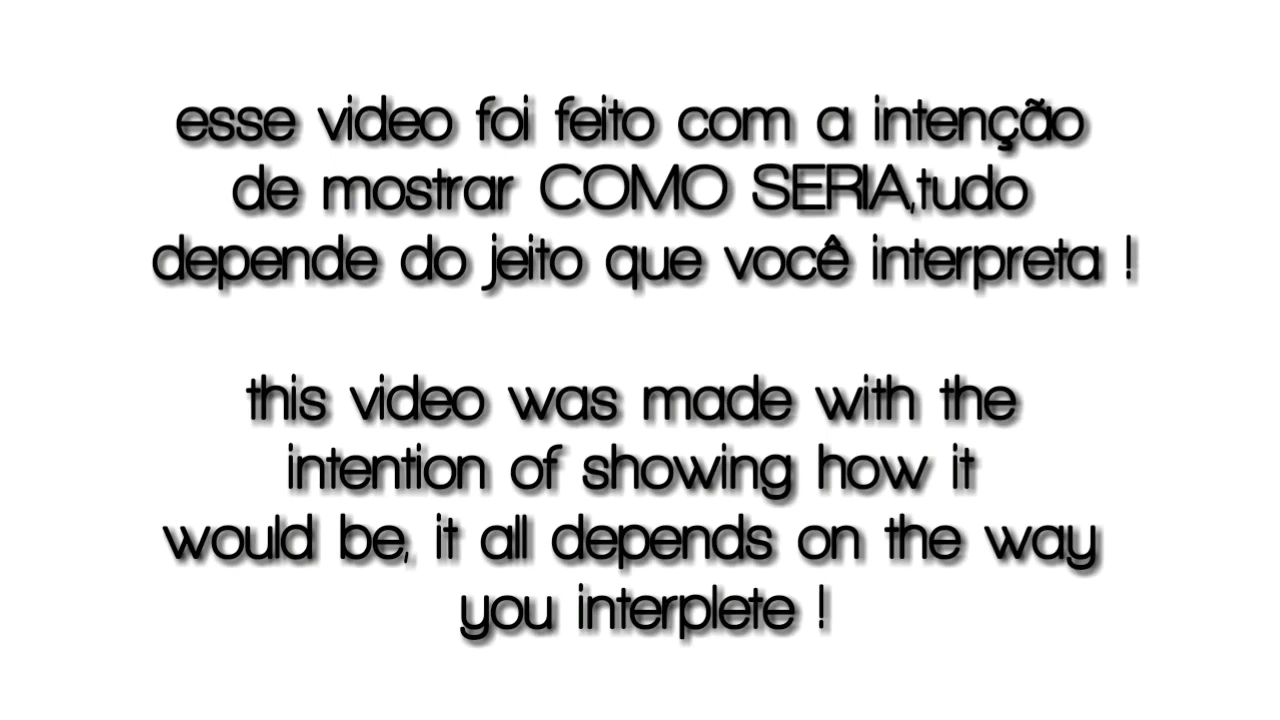 esse video foi feito com a intenção
de mostrar COMO SERIA,tudo
depende do jeito que você interpreta !
this video was made with the
intention of showing how it
would be, it all depends on the way
you interplete !